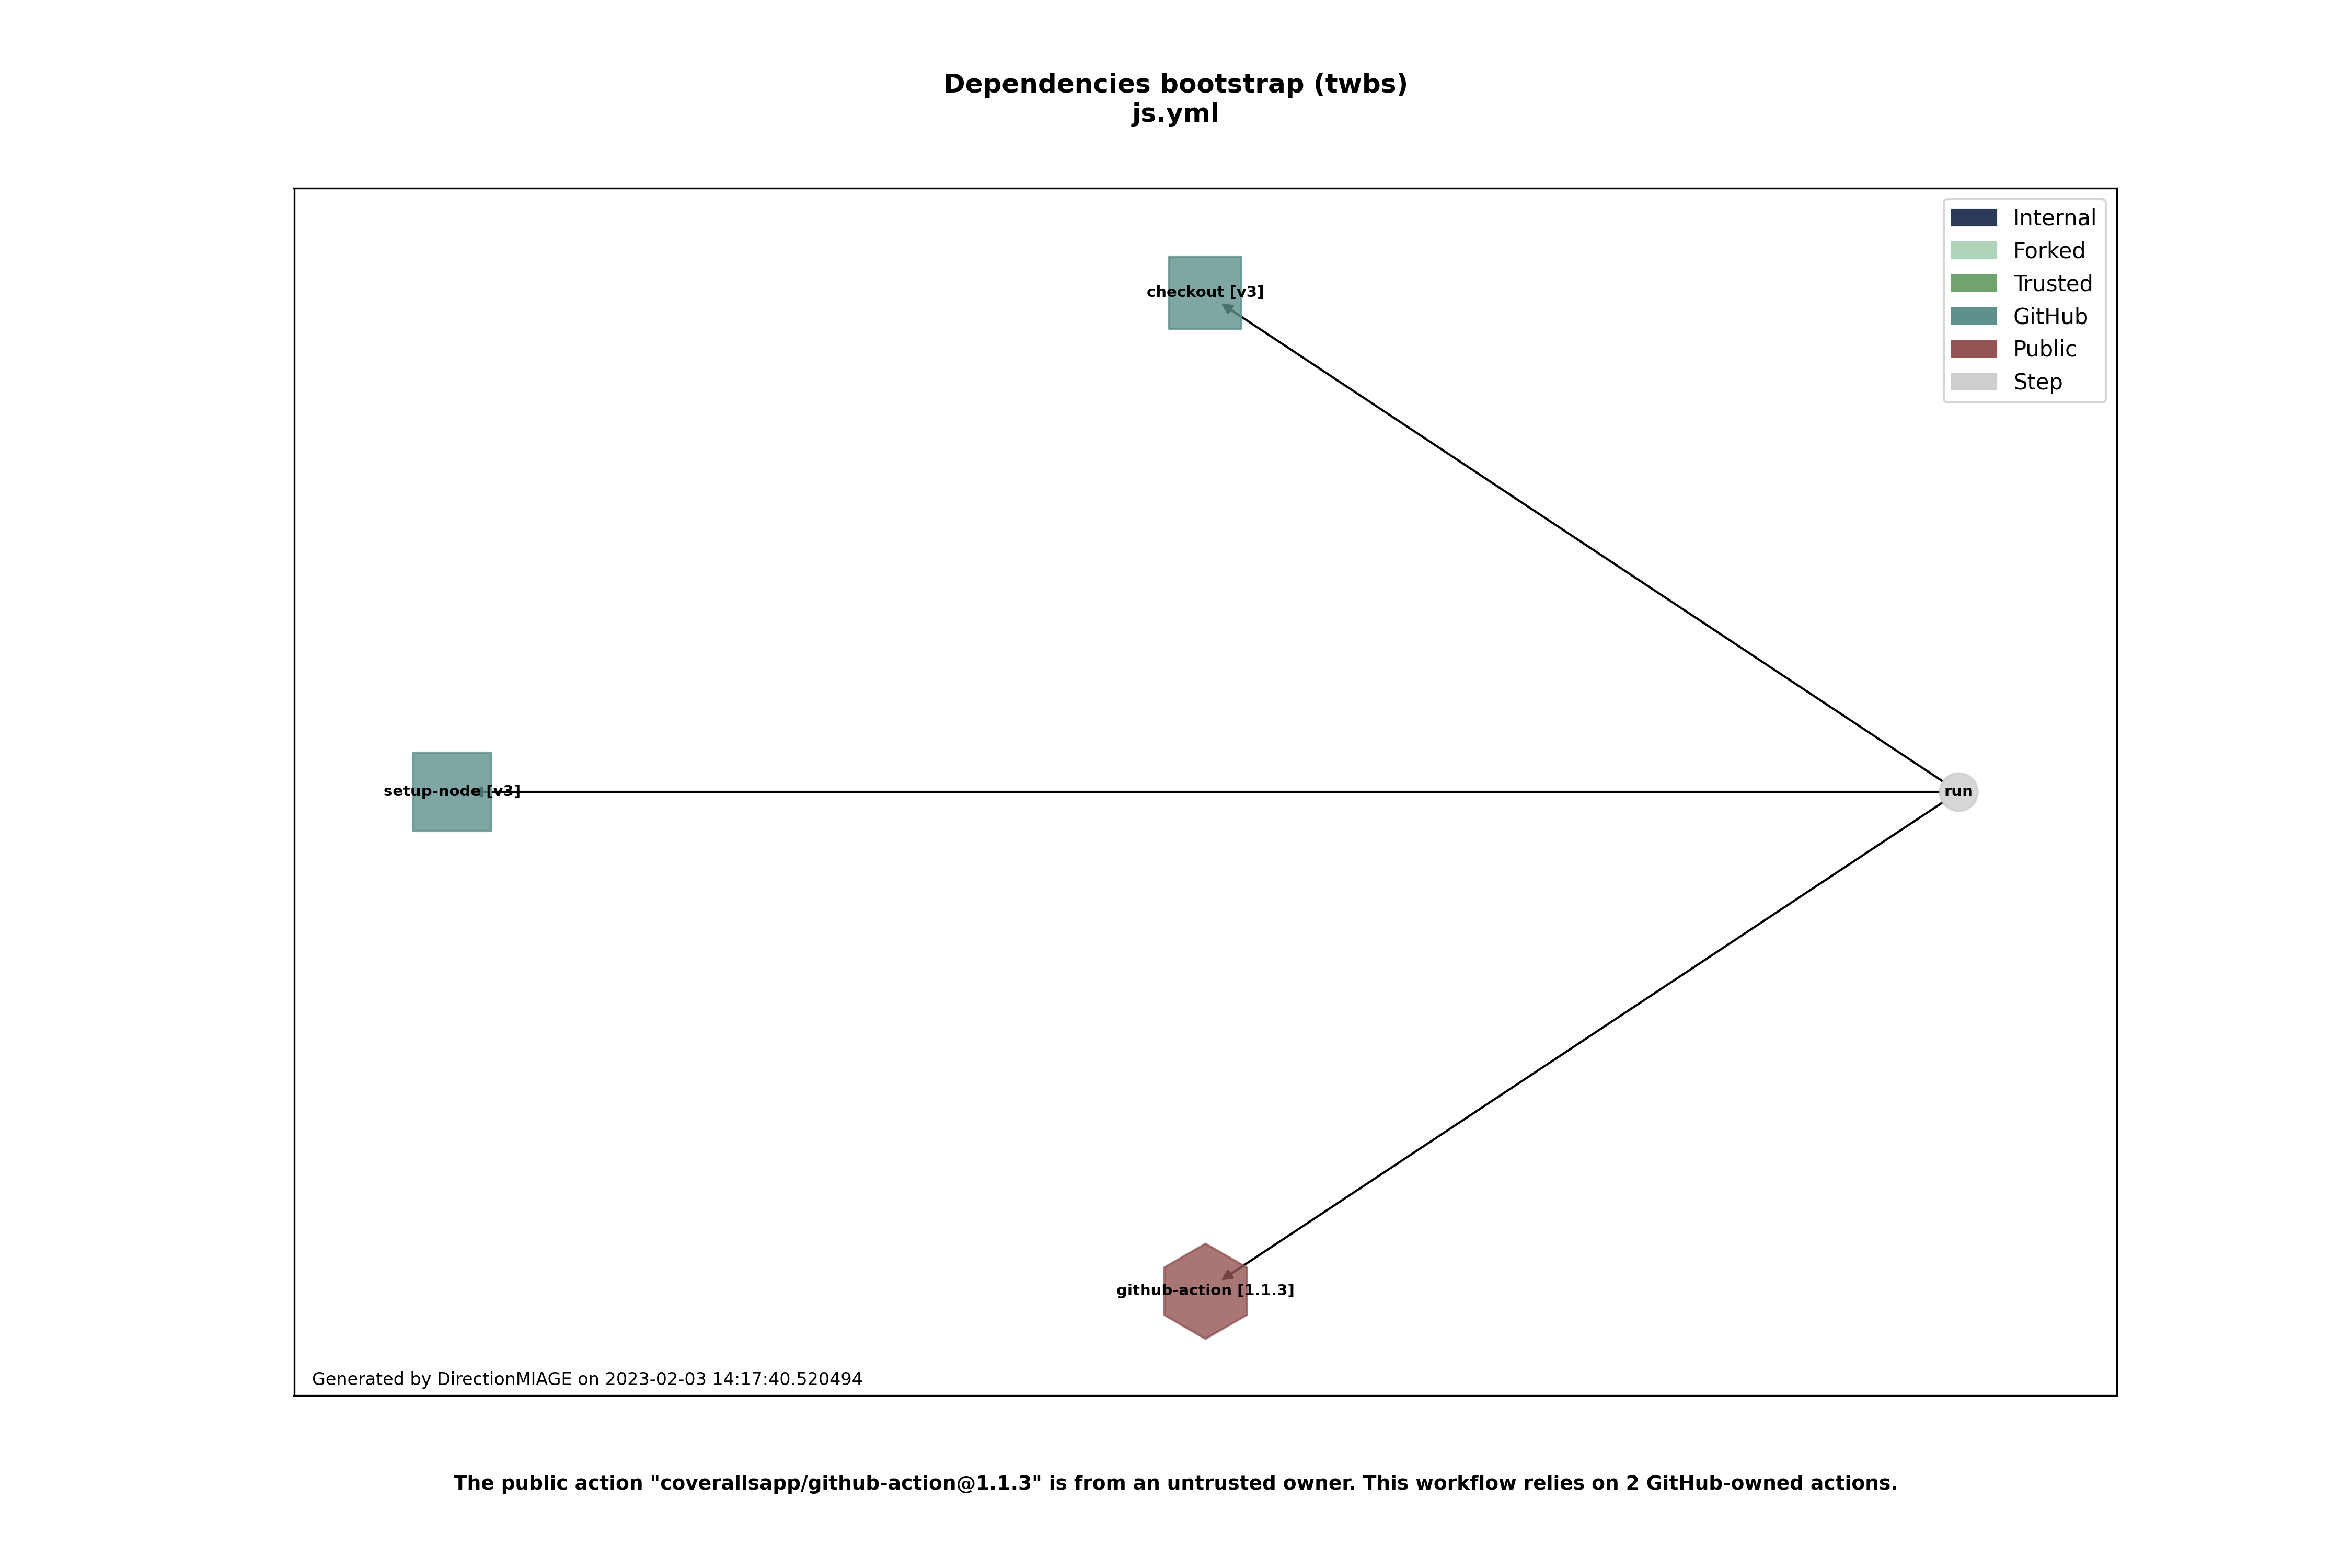 Dependencies bootstrap (twbs)
js.yml
Internal
Forked
Trusted
GitHub
Public
Step
checkout [v3]
setup-node [v3]
run
github-action [1.1.3]
Generated by DirectionMIAGE on 2023-02-03 14:17:40.520494
The public action "coverallsapp/github-action@1.1.3" is from an untrusted owner. This workflow relies on 2 GitHub-owned actions.